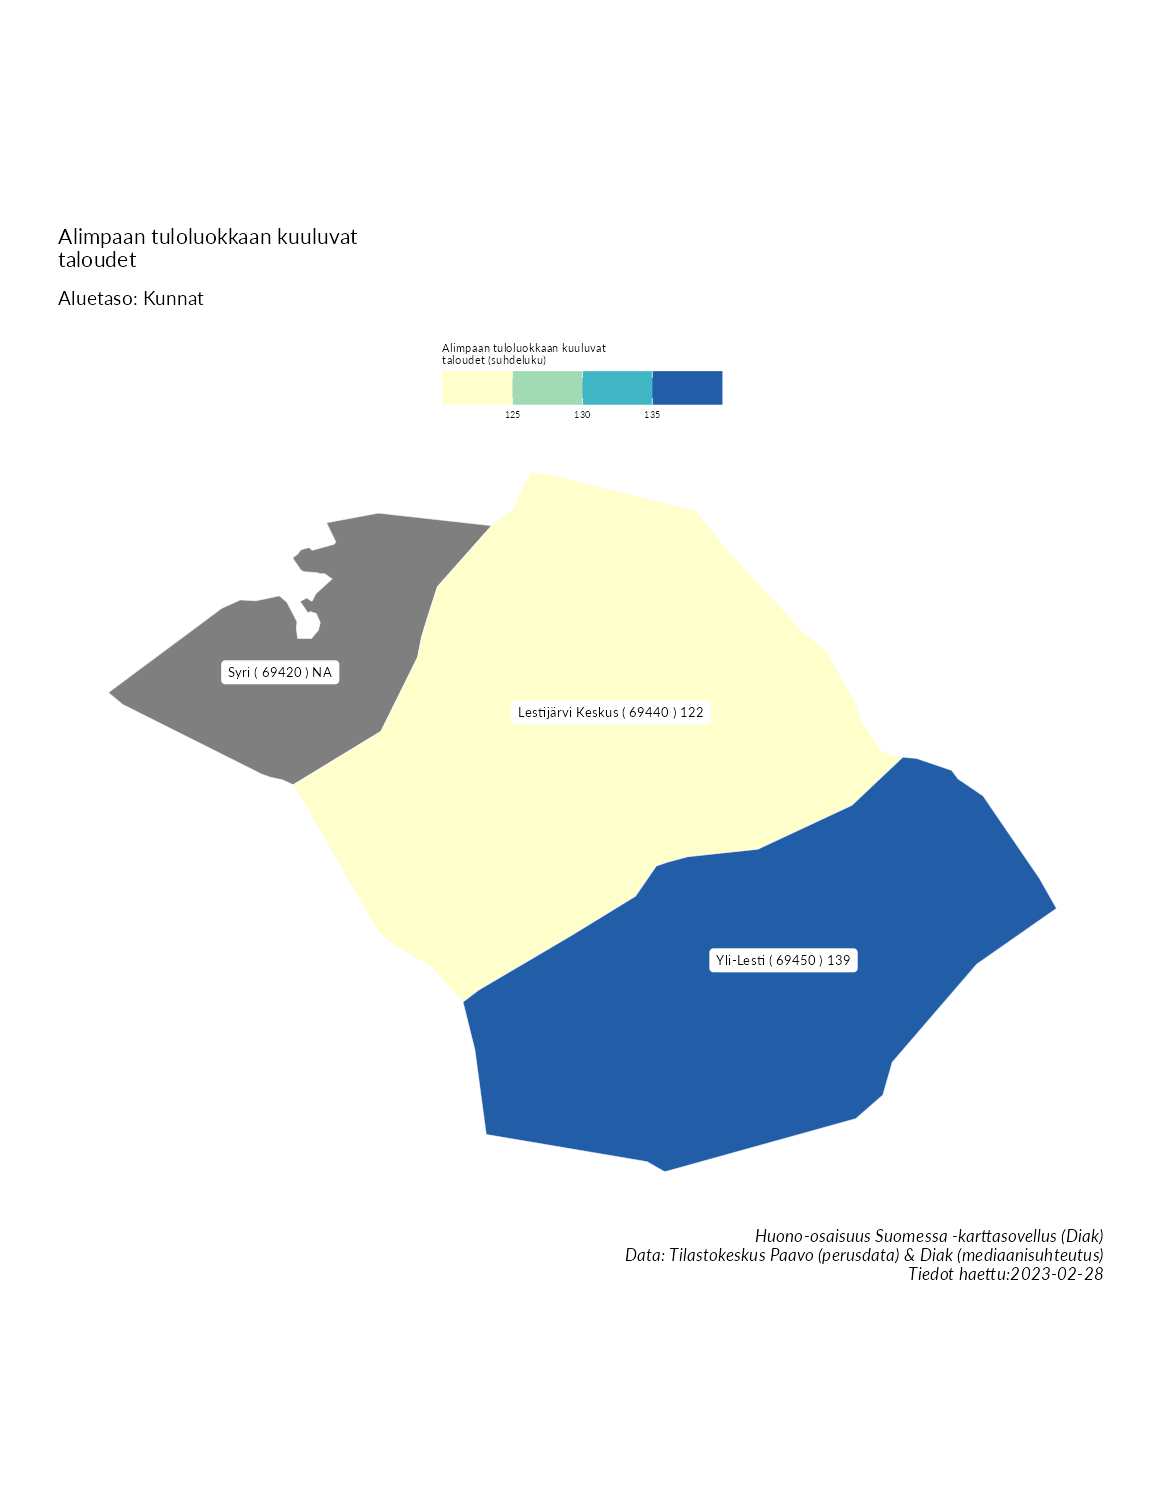 Alimpaan tuloluokkaan kuuluvat
taloudet
Aluetaso: Kunnat
Alimpaan tuloluokkaan kuuluvat
taloudet (suhdeluku)
125 130 135
Syri ( 69420 ) NA
Lestijärvi Keskus ( 69440 ) 122
Yli-Lesti ( 69450 ) 139
Huono-osaisuus Suomessa -karttasovellus (Diak)
Data: Tilastokeskus Paavo (perusdata) & Diak (mediaanisuhteutus)
Tiedot haettu:2023-02-28